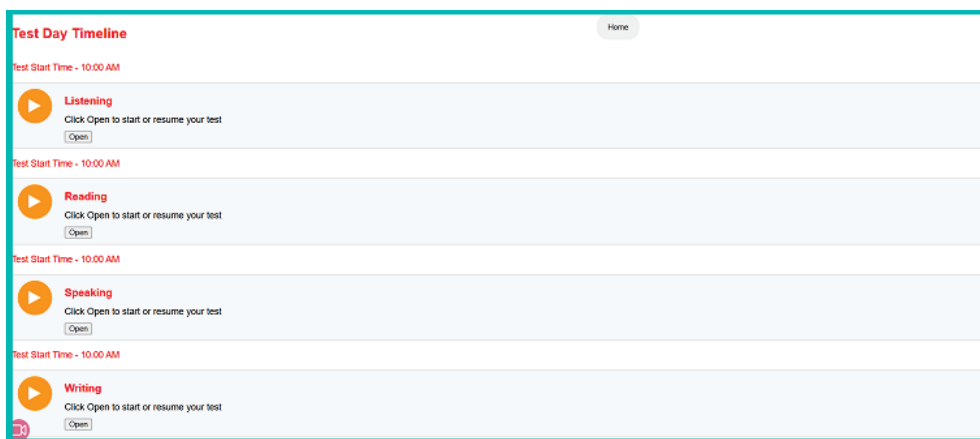 Test Day Timeline
Home
Test Start Time - 10:00 AM
Listening
Click Open to start or resume your test
Open
Test Start Time - 10:00 AM
Reading
Click Open to start or resume your test
Open
Test Start Time - 10:00 AM
Speaking
Click Open to start or resume your test
Open
Test Start Time - 10:00 AM
Writing
Click Open to start or resume your test
Open